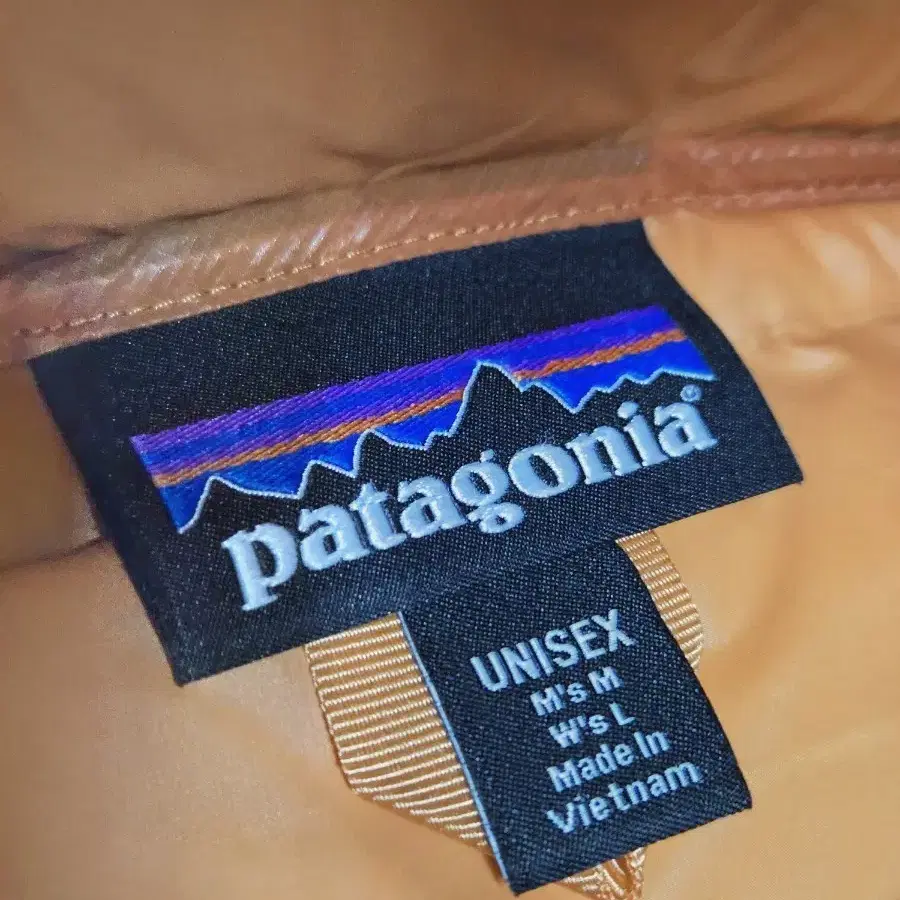 patagonia®
UNISEX
M's M
W's L
Made In
Vietnam